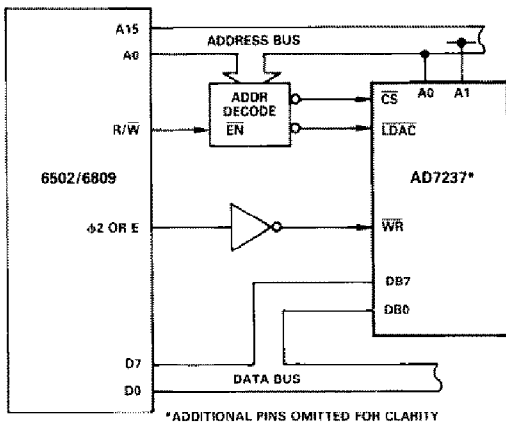 A15
ADDRESS BUS
A0
A0 A1
ADDR
DECODE
EN
CS
LDAC
R/W
6502/6809
AD7237*
ϕ2 OR E
WR
DB7
DB0
D7
DATA BUS
D0
*ADDITIONAL PINS OMITTED FOR CLARITY